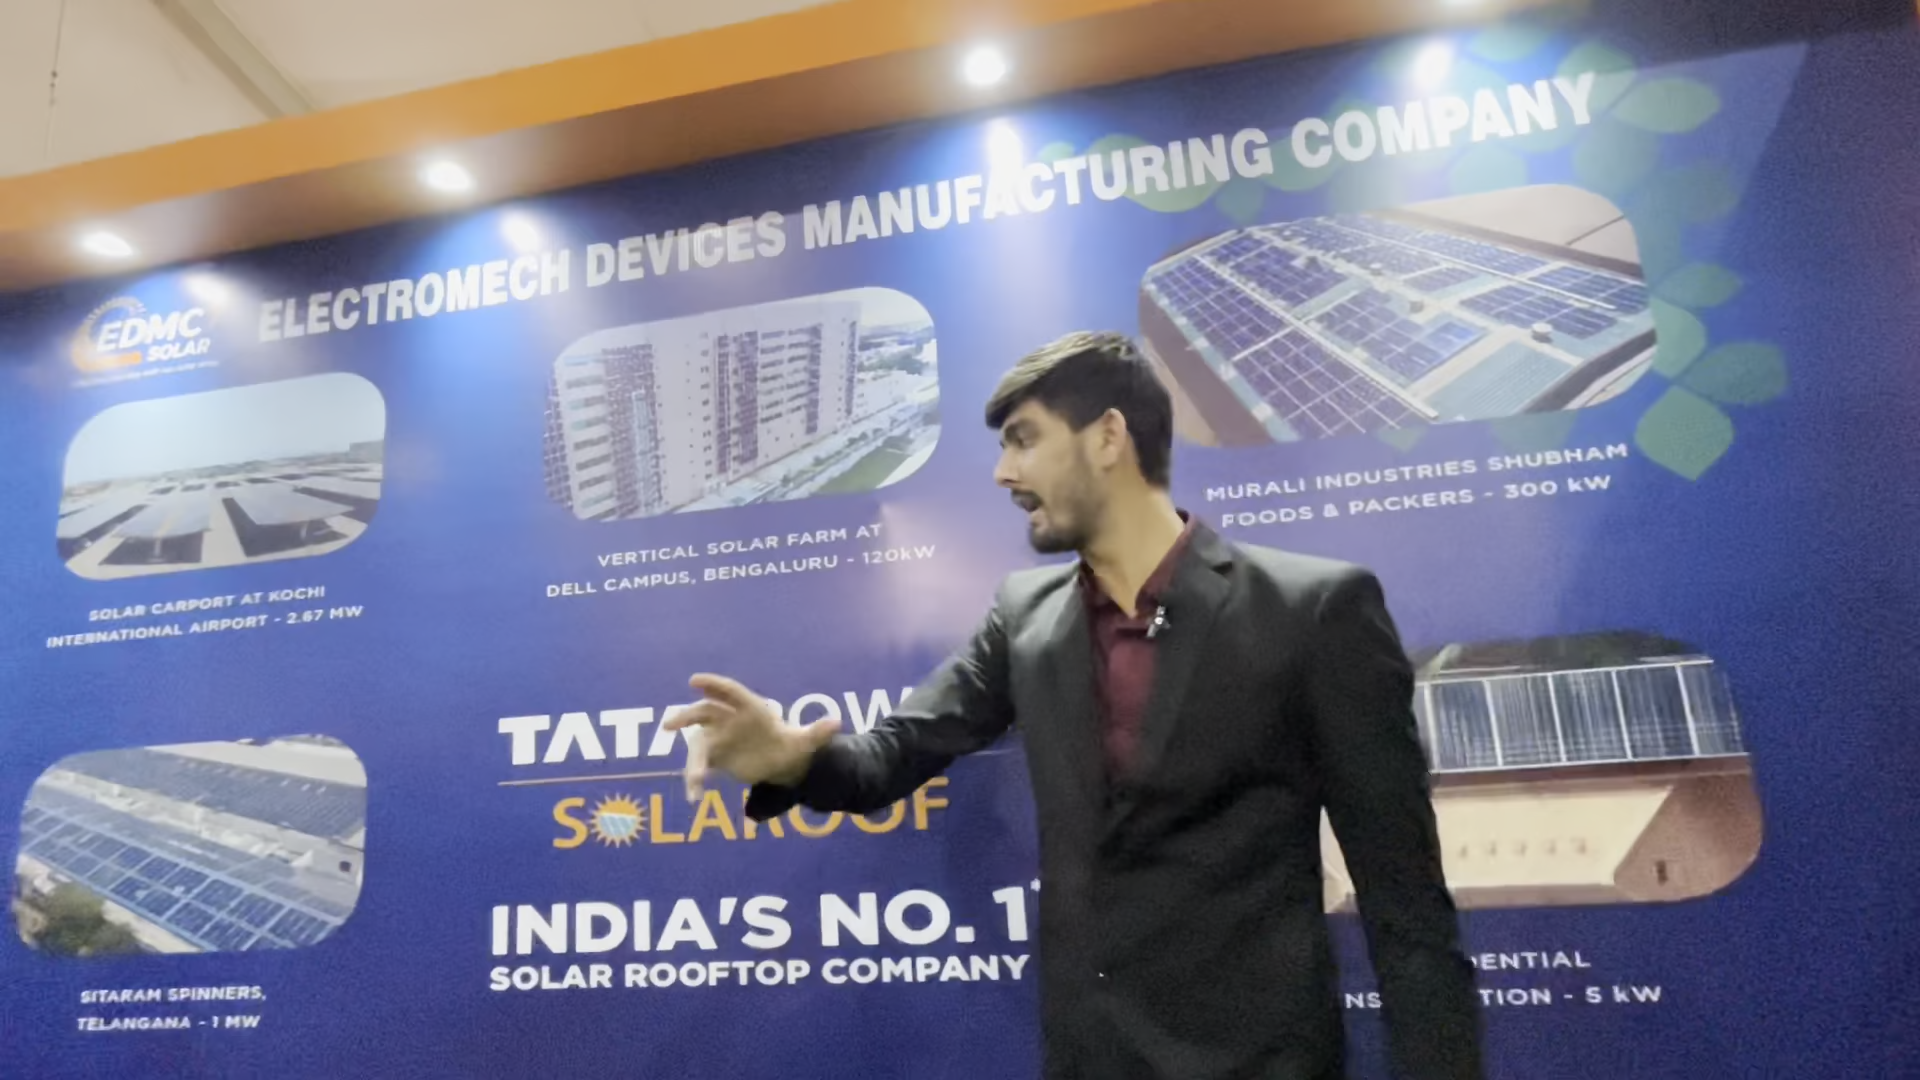 ELECTROMECH DEVICES MANUFACTURING COMPANY
EDMC
SOLAR
SOLAR CARPORT AT KOCHI
INTERNATIONAL AIRPORT - 2.67 MW
VERTICAL SOLAR FARM AT
DELL CAMPUS, BENGALURU - 120kW
MURALI INDUSTRIES SHUBHAM
FOODS & PACKERS - 300 kW
TATA POW
SOLAROOF
INDIA'S NO. 1
SOLAR ROOFTOP COMPANY
SITARAM SPINNERS,
TELANGANA - 1 MW
DENTIAL
NS TION - 5 kW